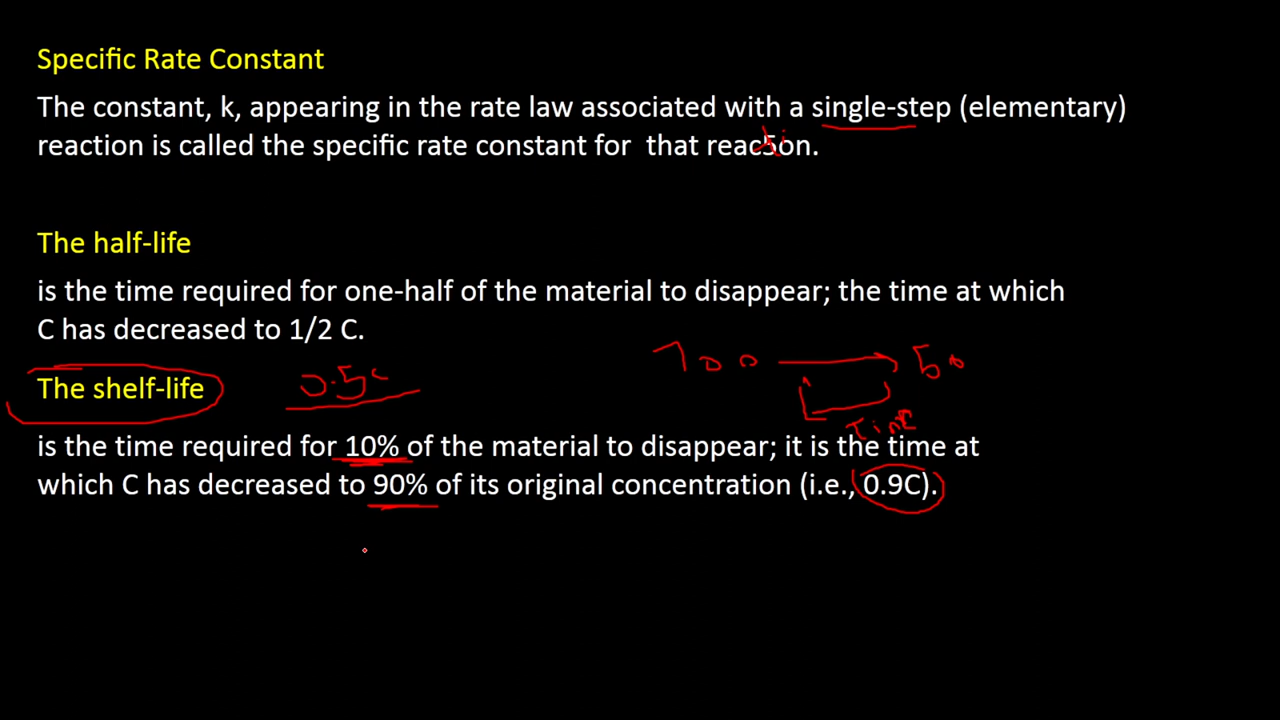 Specific Rate Constant
The constant, k, appearing in the rate law associated with a single-step (elementary)
reaction is called the specific rate constant for that reac5on.
ti
The half-life
is the time required for one-half of the material to disappear; the time at which
C has decreased to 1/2 C.
100 → 50
The shelf-life 0.5c
Time
is the time required for 10% of the material to disappear; it is the time at
which C has decreased to 90% of its original concentration (i.e., 0.9C).